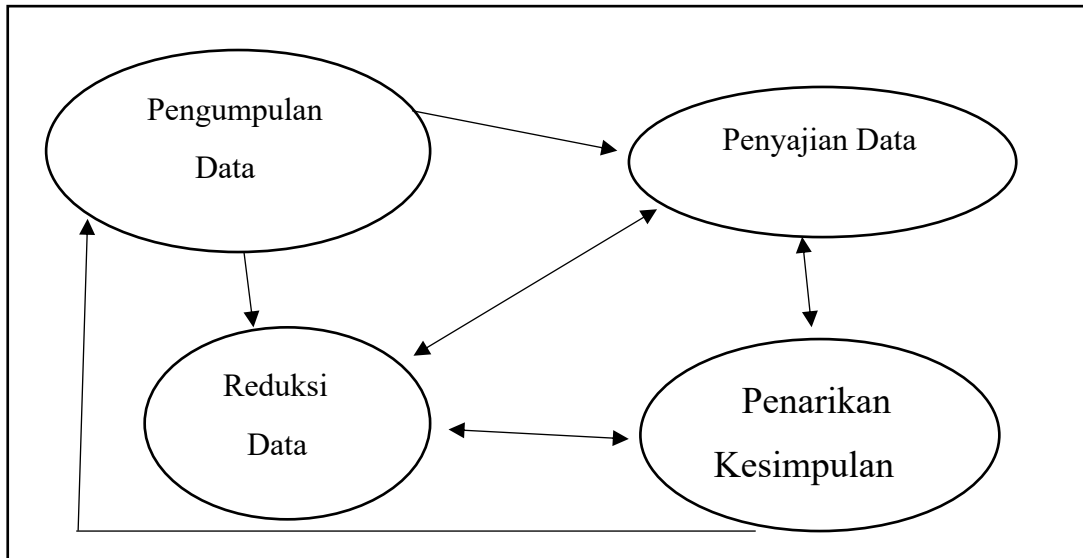 Pengumpulan
Data
Penyajian Data
Reduksi
Data
Penarikan
Kesimpulan